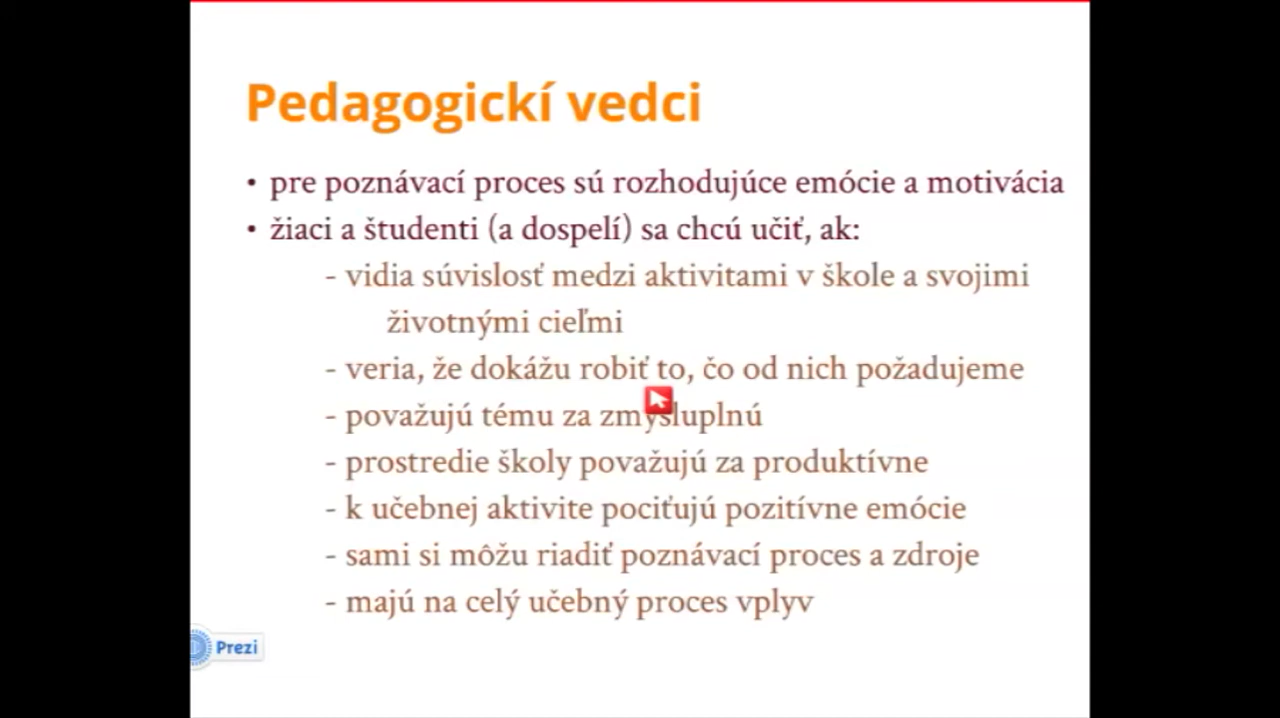 Pedagogickí vedci
• pre poznávací proces sú rozhodujúce emócie a motivácia
• žiaci a študenti (a dospelí) sa chcú učiť, ak:
- vidia súvislosť medzi aktivitami v škole a svojimi
životnými cieľmi
- veria, že dokážu robiť to, čo od nich požadujeme
- považujú tému za zmysluplnú
- prostredie školy považujú za produktívne
- k učebnej aktivite pociťujú pozitívne emócie
- sami si môžu riadiť poznávací proces a zdroje
- majú na celý učebný proces vplyv
Prezi